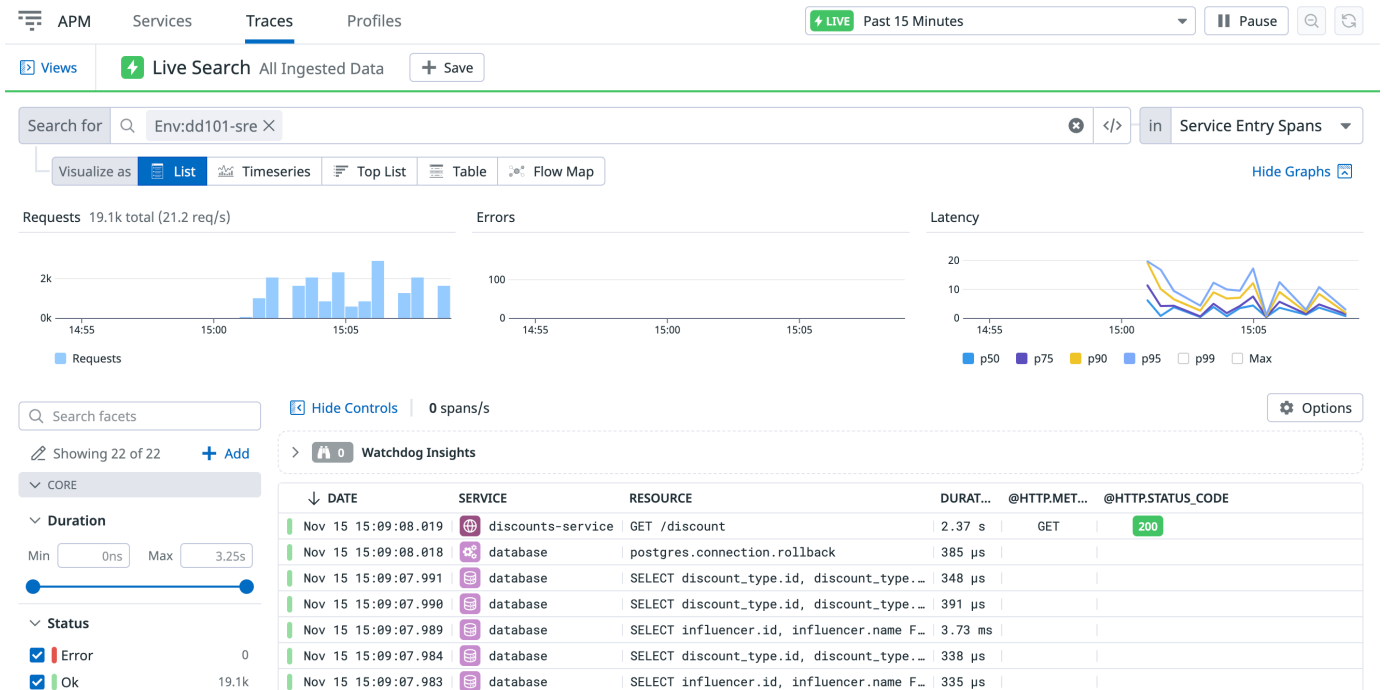 APM Services Traces Profiles LIVE Past 15 Minutes Pause
Views Live Search All Ingested Data Save
Search for Env:dd101-sre </> in Service Entry Spans
Visualize as List Timeseries Top List Table Flow Map Hide Graphs
Requests 19.1k total (21.2 req/s)
2k
0k
14:55 15:00 15:05
Requests
Errors
100
0
14:55 15:00 15:05
Latency
20
10
0
14:55 15:00 15:05
p50 p75 p90 p95 p99 Max
Search facets
Showing 22 of 22 Add
CORE
Duration
Min 0ns Max 3.25s
Status
Error 0
Ok 19.1k
Hide Controls 0 spans/s Options
0 Watchdog Insights
DATE SERVICE RESOURCE DURAT... @HTTP.MET... @HTTP.STATUS_CODE
Nov 15 15:09:08.019 discounts-service GET /discount 2.37 s GET 200
Nov 15 15:09:08.018 database postgres.connection.rollback 385 µs
Nov 15 15:09:07.991 database SELECT discount_type.id, discount_type.… 348 µs
Nov 15 15:09:07.990 database SELECT discount_type.id, discount_type.… 391 µs
Nov 15 15:09:07.989 database SELECT influencer.id, influencer.name F… 3.73 ms
Nov 15 15:09:07.984 database SELECT discount_type.id, discount_type.… 338 µs
Nov 15 15:09:07.983 database SELECT influencer.id, influencer.name F… 335 µs